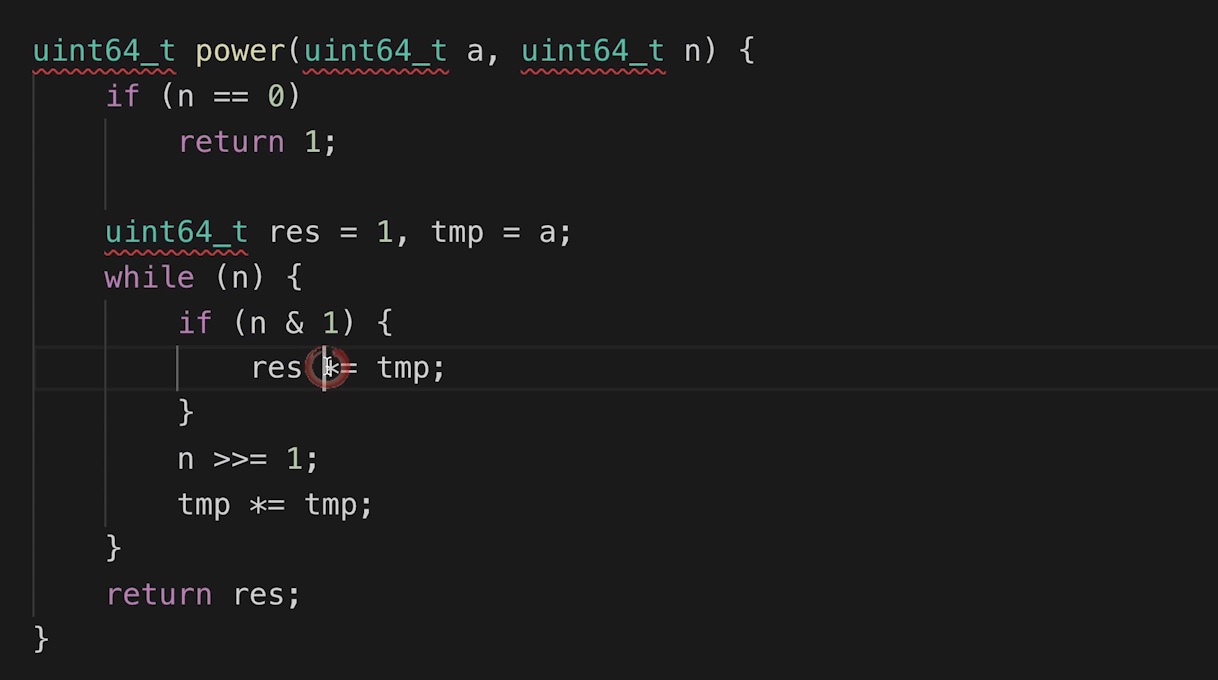 uint64_t power(uint64_t a, uint64_t n) {
    if (n == 0)
        return 1;

    uint64_t res = 1, tmp = a;
    while (n) {
        if (n & 1) {
            res *= tmp;
        }
        n >>= 1;
        tmp *= tmp;
    }
    return res;
}